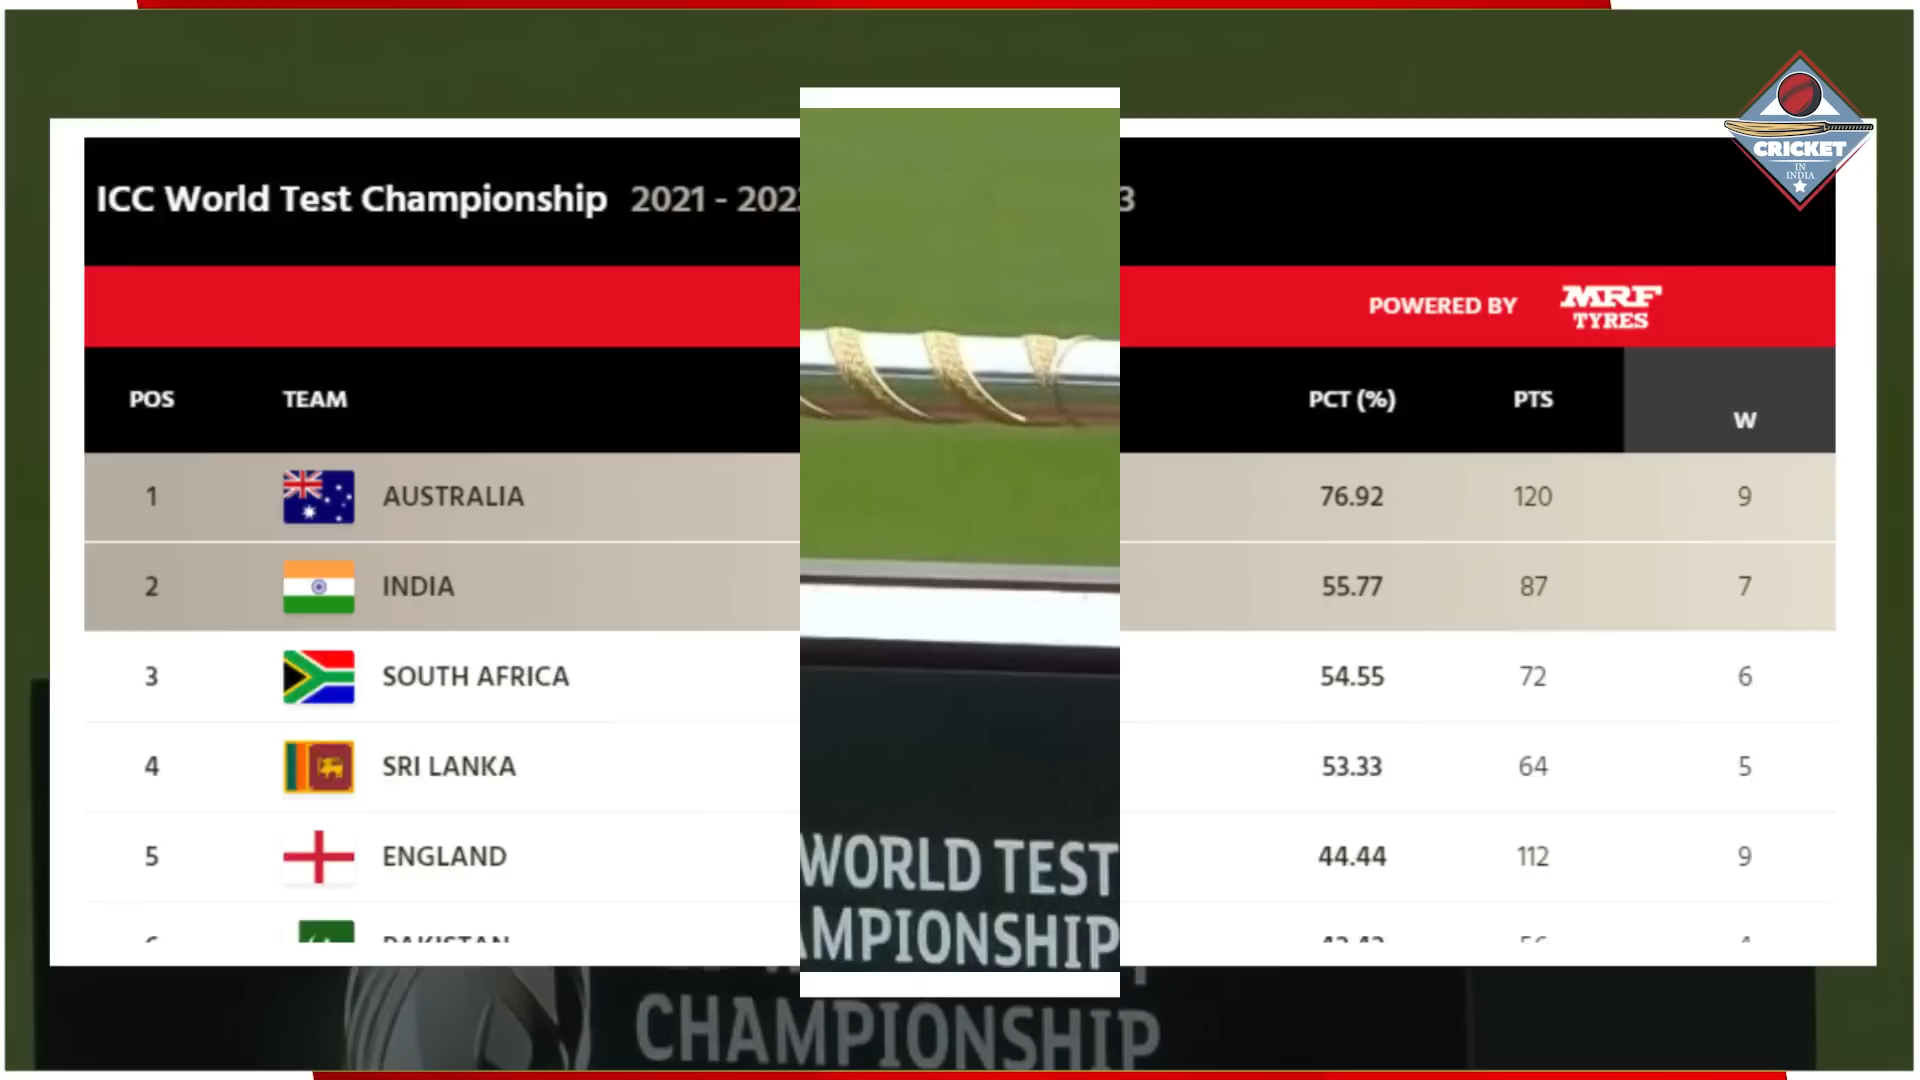 CRICKET
IN
INDIA
ICC World Test Championship 2021 - 202 3
POWERED BY MRF TYRES
POS TEAM PCT (%) PTS W
1 AUSTRALIA 76.92 120 9
2 INDIA 55.77 87 7
3 SOUTH AFRICA 54.55 72 6
4 SRI LANKA 53.33 64 5
5 ENGLAND 44.44 112 9
WORLD TEST
AMPIONSHIP
CHAMPIONSHIP